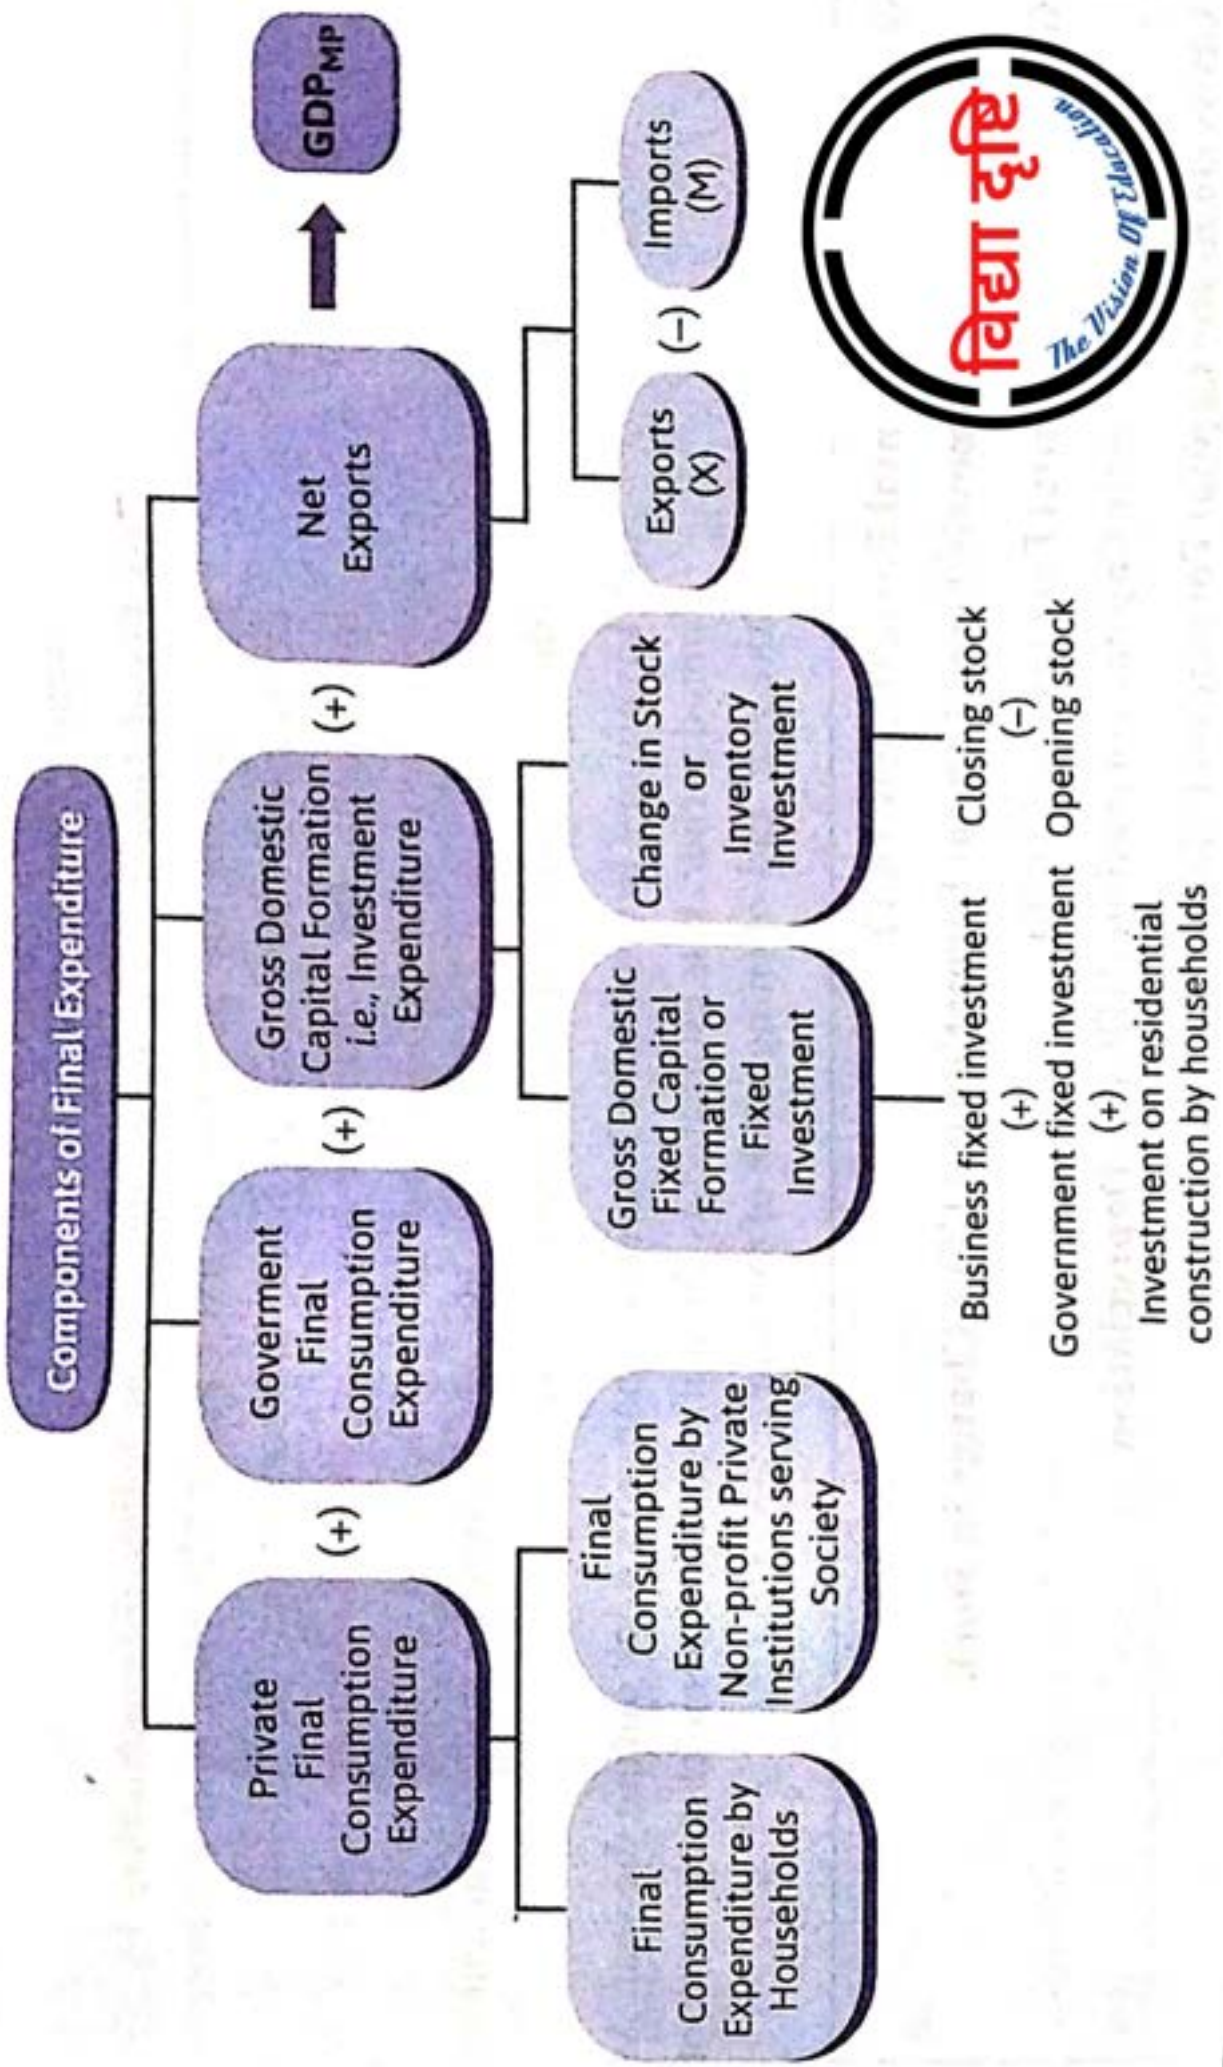 Components of Final Expenditure
Private
Final
Consumption
Expenditure
(+)
Goverment
Final
Consumption
Expenditure
(+)
Gross Domestic
Capital Formation
i.e., Investment
Expenditure
(+)
Net
Exports
GDPMP
Final
Consumption
Expenditure by
Households
Final
Consumption
Expenditure by
Non-profit Private
Institutions serving
Society
Gross Domestic
Fixed Capital
Formation or
Fixed
Investment
Change in Stock
or
Inventory
Investment
Exports
(X)
(–)
Imports
(M)
Business fixed investment
(+)
Government fixed investment
(+)
Investment on residential
construction by households
Closing stock
(–)
Opening stock
विद्या दृष्टि
The Vision Of Education